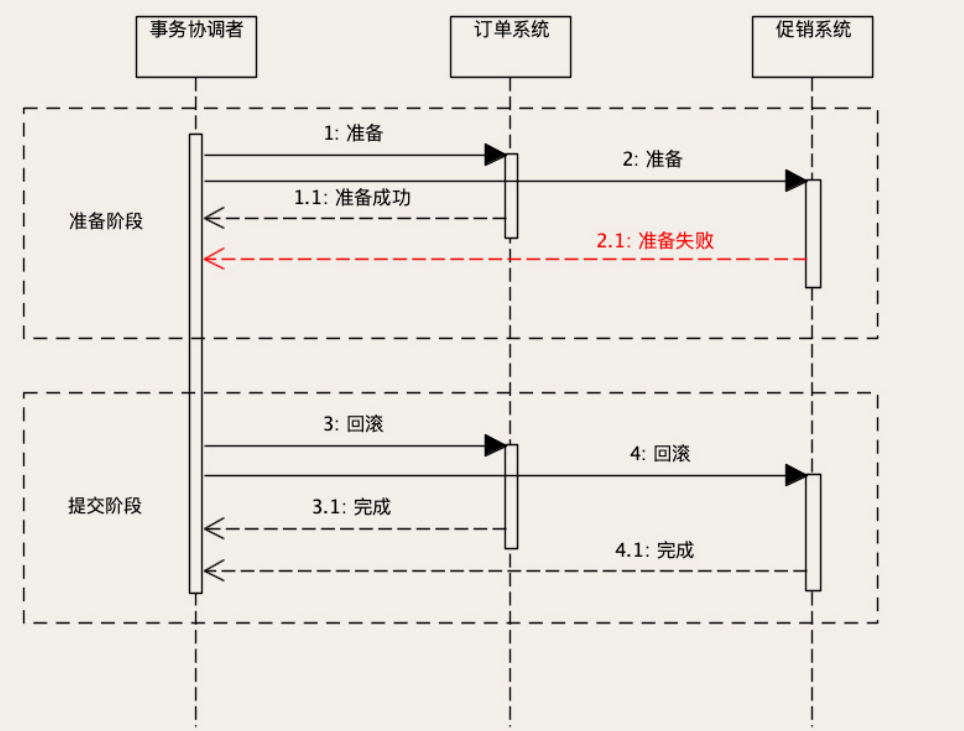 事务协调者
订单系统
促销系统
1: 准备
2: 准备
1.1: 准备成功
准备阶段
2.1: 准备失败
3: 回滚
4: 回滚
提交阶段
3.1: 完成
4.1: 完成